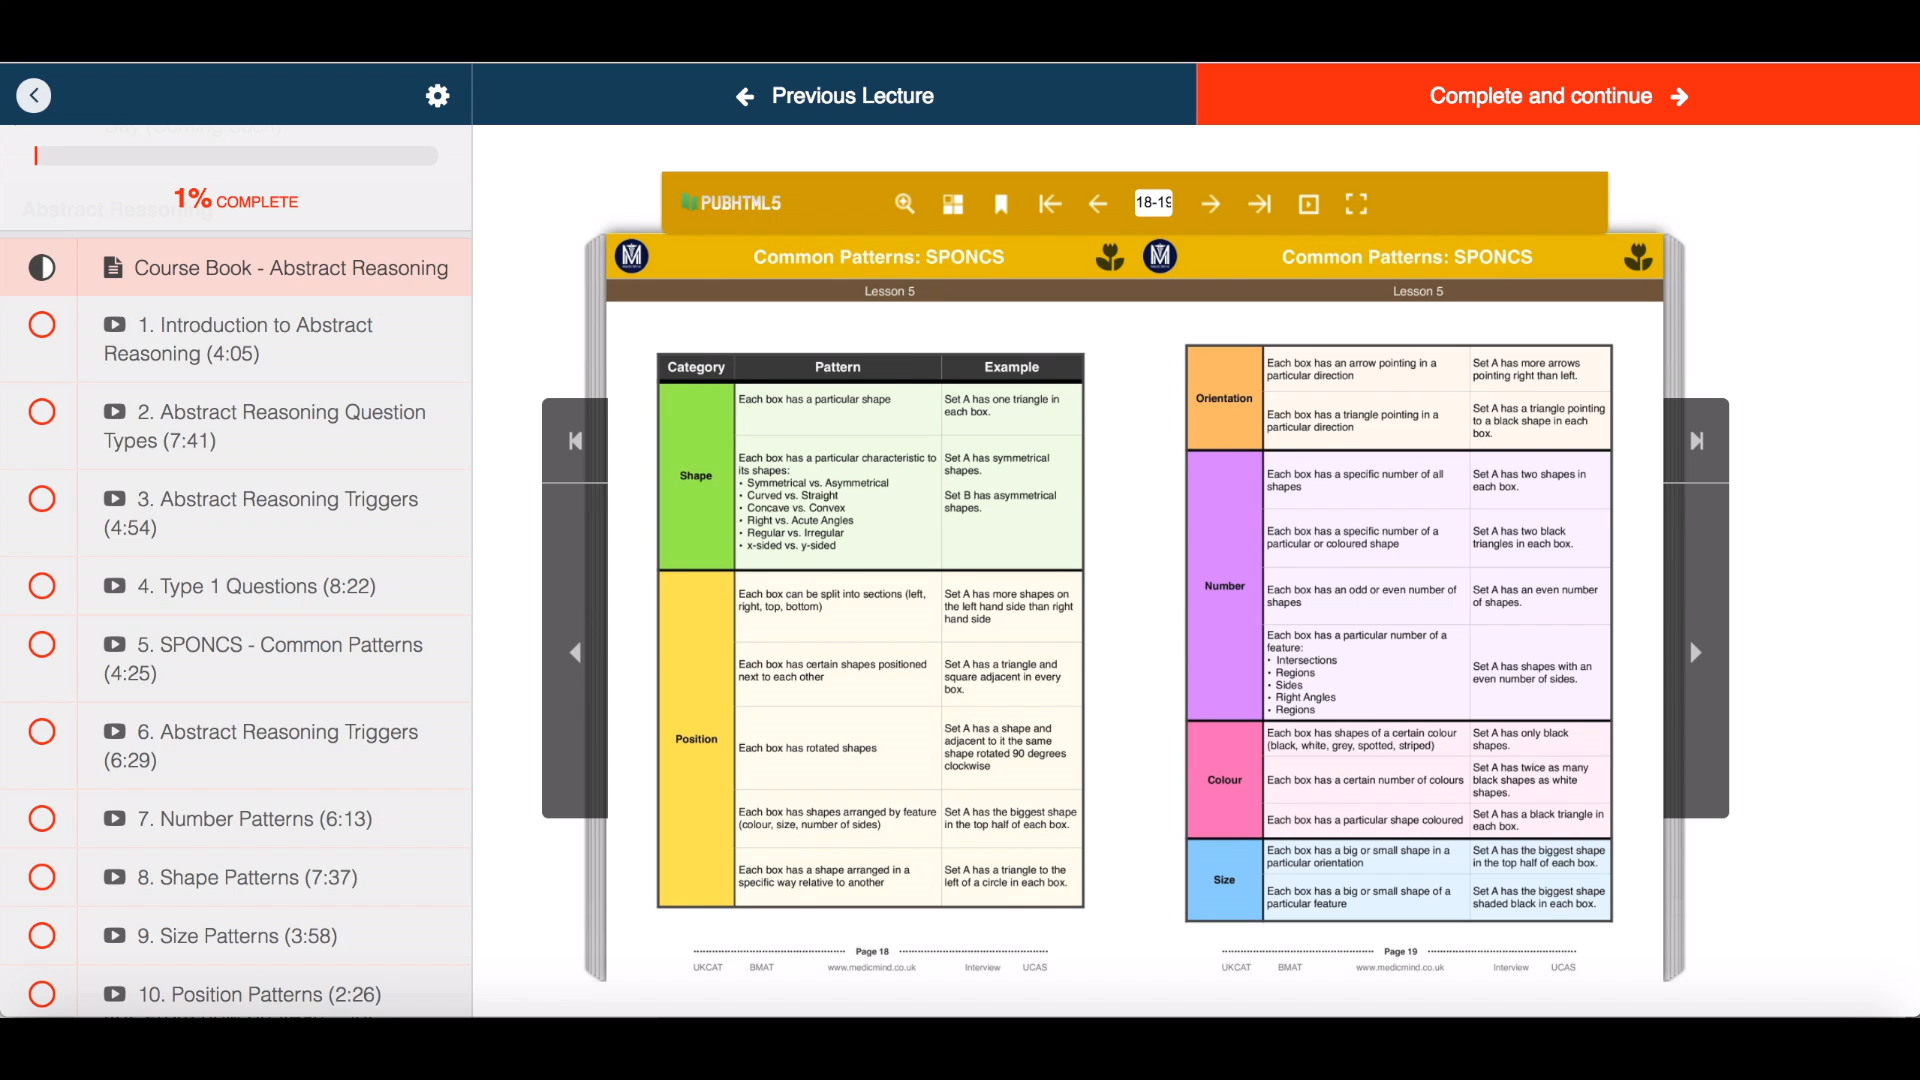 Previous Lecture
Complete and continue
1% COMPLETE
Abstract Reasoning
Course Book - Abstract Reasoning
1. Introduction to Abstract
Reasoning (4:05)
2. Abstract Reasoning Question
Types (7:41)
3. Abstract Reasoning Triggers
(4:54)
4. Type 1 Questions (8:22)
5. SPONCS - Common Patterns
(4:25)
6. Abstract Reasoning Triggers
(6:29)
7. Number Patterns (6:13)
8. Shape Patterns (7:37)
9. Size Patterns (3:58)
10. Position Patterns (2:26)
PUBHTML5
18-19
Common Patterns: SPONCS
Lesson 5
Category Pattern Example
Shape
Each box has a particular shape
Set A has one triangle in
each box.
Each box has a particular characteristic to
its shapes:
• Symmetrical vs. Asymmetrical
• Curved vs. Straight
• Concave vs. Convex
• Right vs. Acute Angles
• Regular vs. Irregular
• x-sided vs. y-sided
Set A has symmetrical
shapes.
Set B has asymmetrical
shapes.
Position
Each box can be split into sections (left,
right, top, bottom)
Set A has more shapes on
the left hand side than right
hand side
Each box has certain shapes positioned
next to each other
Set A has a triangle and
square adjacent in every
box.
Each box has rotated shapes
Set A has a shape and
adjacent to it the same
shape rotated 90 degrees
clockwise
Each box has shapes arranged by feature
(colour, size, number of sides)
Set A has the biggest shape
in the top half of each box.
Each box has a shape arranged in a
specific way relative to another
Set A has a triangle to the
left of a circle in each box.
Page 18
UKCAT BMAT www.medicmind.co.uk Interview UCAS
Common Patterns: SPONCS
Lesson 5
Orientation
Each box has an arrow pointing in a
particular direction
Set A has more arrows
pointing right than left.
Each box has a triangle pointing in a
particular direction
Set A has a triangle pointing
to a black shape in each
box.
Number
Each box has a specific number of all
shapes
Set A has two shapes in
each box.
Each box has a specific number of a
particular or coloured shape
Set A has two black
triangles in each box.
Each box has an odd or even number of
shapes
Set A has an even number
of shapes.
Each box has a particular number of a
feature:
• Intersections
• Regions
• Sides
• Right Angles
• Regions
Set A has shapes with an
even number of sides.
Colour
Each box has shapes of a certain colour
(black, white, grey, spotted, striped)
Set A has only black
shapes.
Each box has a certain number of colours
Set A has twice as many
black shapes as white
shapes.
Each box has a particular shape coloured
Set A has a black triangle in
each box.
Size
Each box has a big or small shape in a
particular orientation
Set A has the biggest shape
in the top half of each box.
Each box has a big or small shape of a
particular feature
Set A has the biggest shape
shaded black in each box.
Page 19
UKCAT BMAT www.medicmind.co.uk Interview UCAS